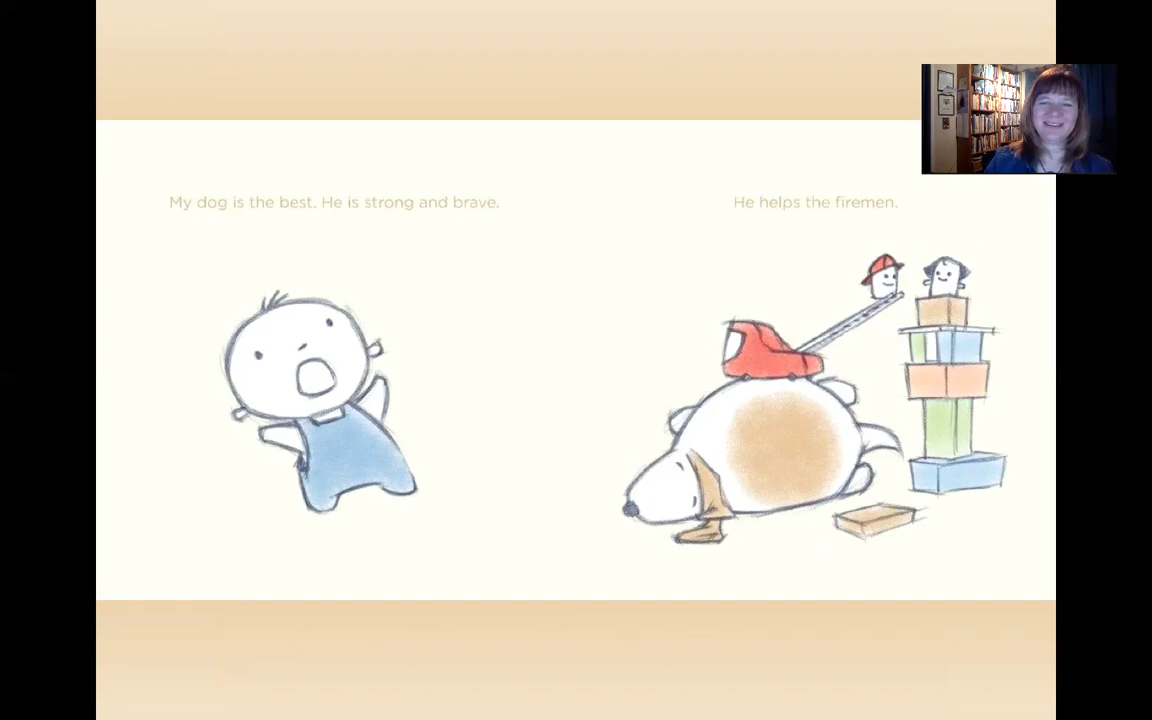 My dog is the best. He is strong and brave.
He helps the firemen.